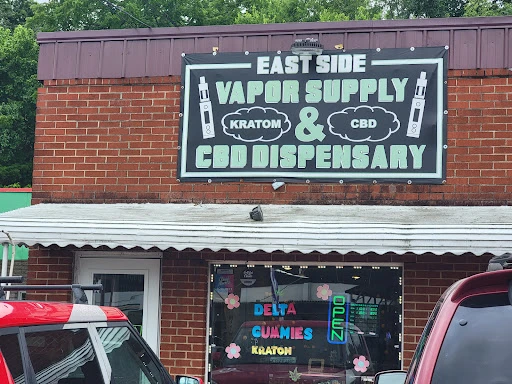 EAST SIDE
VAPOR SUPPLY
KRATOM & CBD
CBD DISPENSARY
DELTA
GUMMIES
KRATOM
OPEN